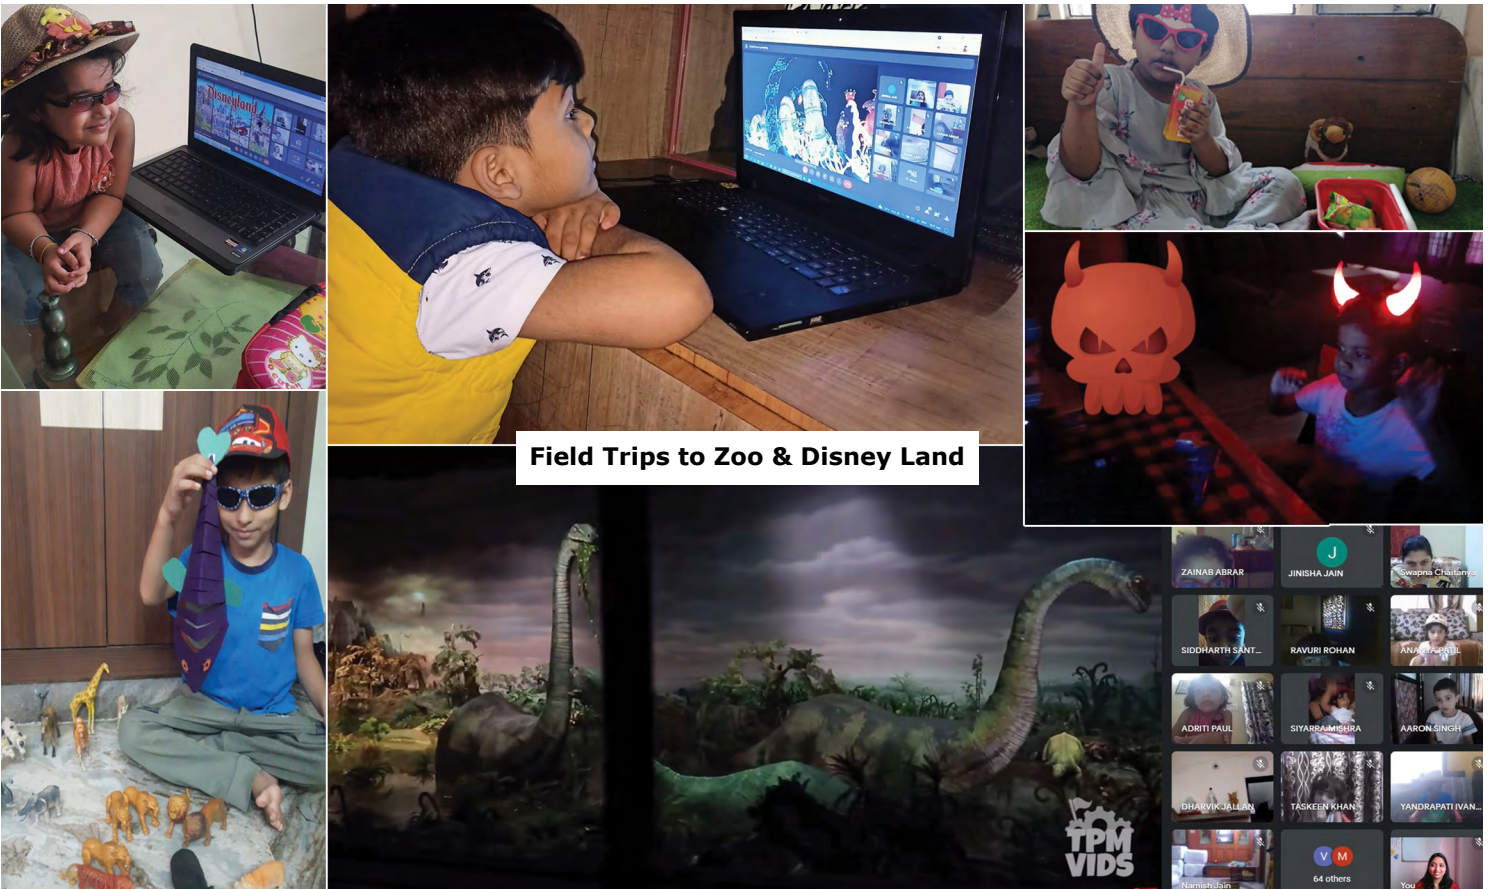 Disneyland
Field Trips to Zoo & Disney Land
ZAINAB ABRAR
J
JINISHA JAIN
Swapna Chaitanya
SIDDHARTH SANT...
RAVURI ROHAN
ANANYA PATIL
ADRITI PAUL
SIYARRA MISHRA
AARON SINGH
DHARVIK JALLAN
TASKEEN KHAN
YANDRAPATI IVAN...
TPM
VIDS
Namish Jain
V M
64 others
You